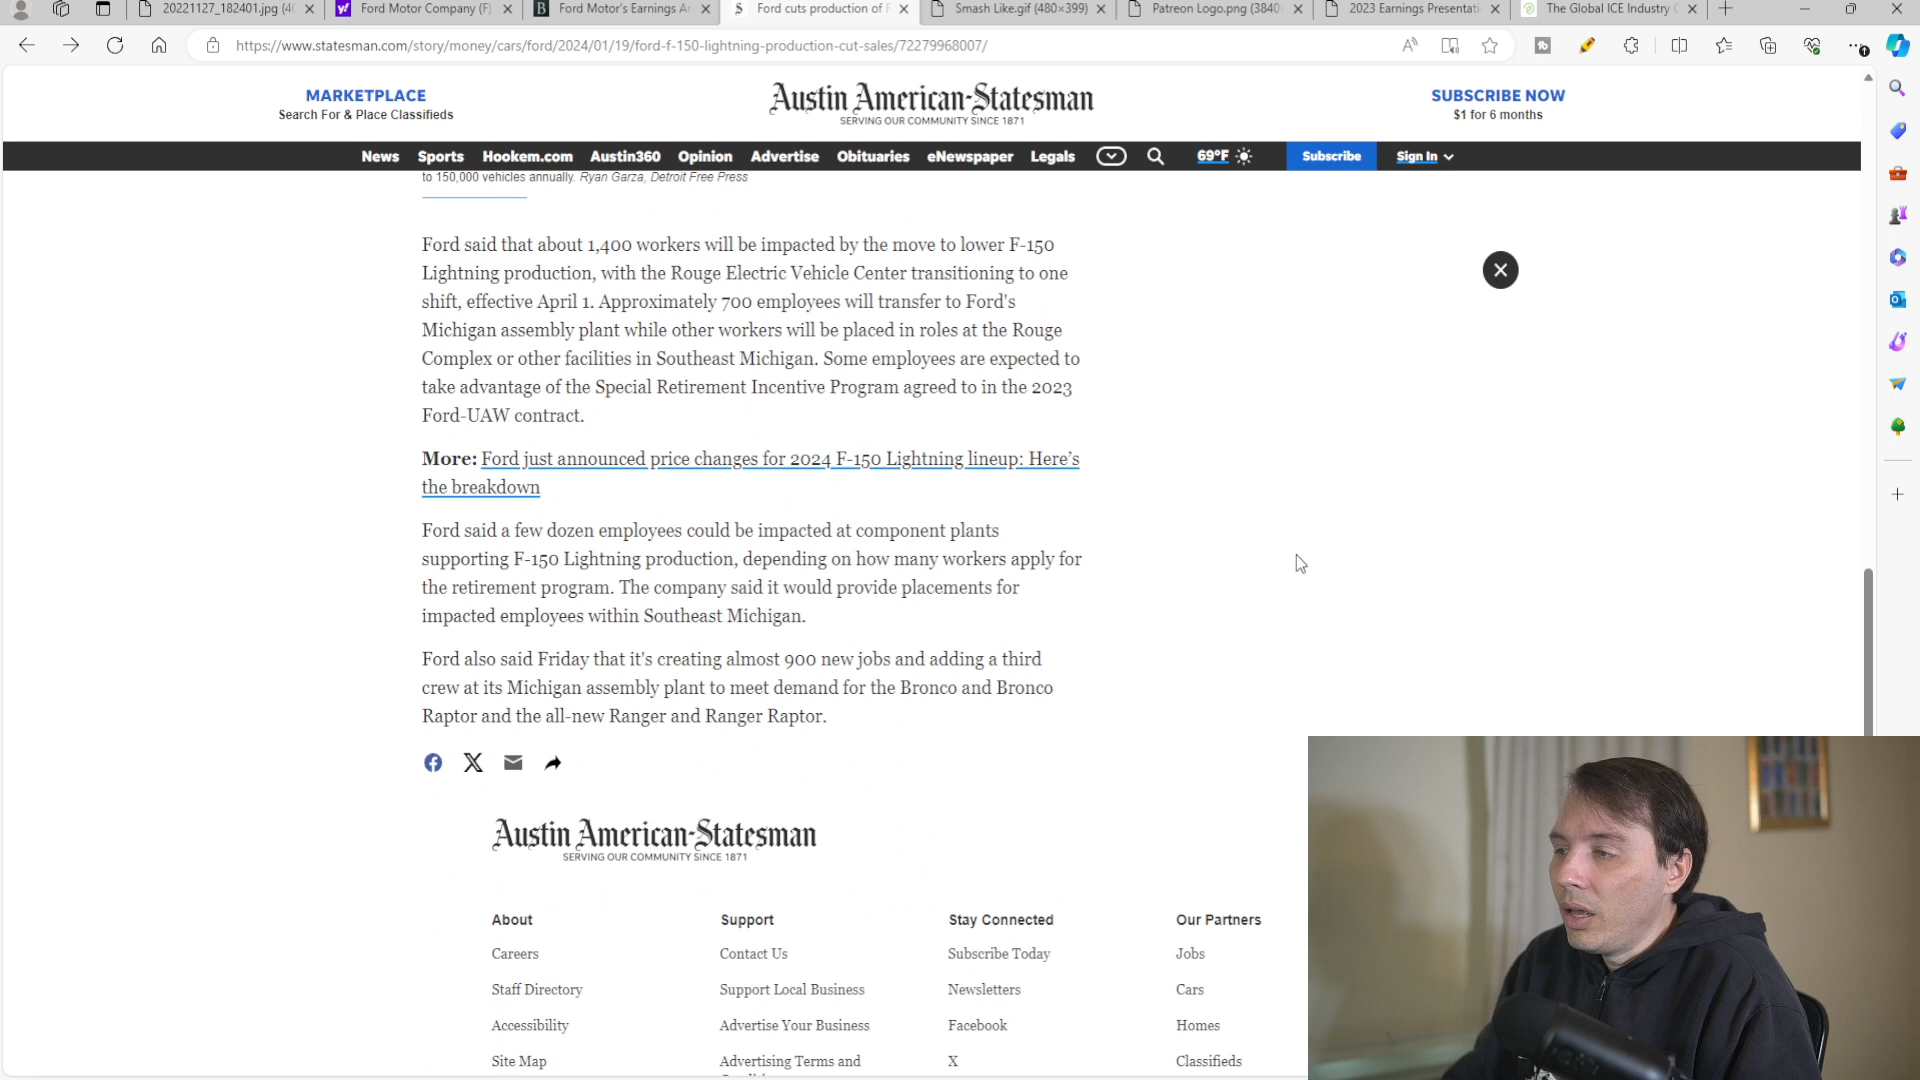 20221127_182401.jpg (40
Ford Motor Company (F)
Ford Motor's Earnings Ar
Ford cuts production of F
Smash Like.gif (480×399)
Patreon Logo.png (3840
2023 Earnings Presentati
The Global ICE Industry C
https://www.statesman.com/story/money/cars/ford/2024/01/19/ford-f-150-lightning-production-cut-sales/72279968007/
MARKETPLACE
Search For & Place Classifieds
Austin American-Statesman
SERVING OUR COMMUNITY SINCE 1871
SUBSCRIBE NOW
$1 for 6 months
News Sports Hookem.com Austin360 Opinion Advertise Obituaries eNewspaper Legals 69°F Subscribe Sign In
to 150,000 vehicles annually. Ryan Garza, Detroit Free Press
Ford said that about 1,400 workers will be impacted by the move to lower F-150
Lightning production, with the Rouge Electric Vehicle Center transitioning to one
shift, effective April 1. Approximately 700 employees will transfer to Ford's
Michigan assembly plant while other workers will be placed in roles at the Rouge
Complex or other facilities in Southeast Michigan. Some employees are expected to
take advantage of the Special Retirement Incentive Program agreed to in the 2023
Ford-UAW contract.
More: Ford just announced price changes for 2024 F-150 Lightning lineup: Here's
the breakdown
Ford said a few dozen employees could be impacted at component plants
supporting F-150 Lightning production, depending on how many workers apply for
the retirement program. The company said it would provide placements for
impacted employees within Southeast Michigan.
Ford also said Friday that it's creating almost 900 new jobs and adding a third
crew at its Michigan assembly plant to meet demand for the Bronco and Bronco
Raptor and the all-new Ranger and Ranger Raptor.
Austin American-Statesman
SERVING OUR COMMUNITY SINCE 1871
About Support Stay Connected Our Partners
Careers Contact Us Subscribe Today Jobs
Staff Directory Support Local Business Newsletters Cars
Accessibility Advertise Your Business Facebook Homes
Site Map Advertising Terms and X Classifieds